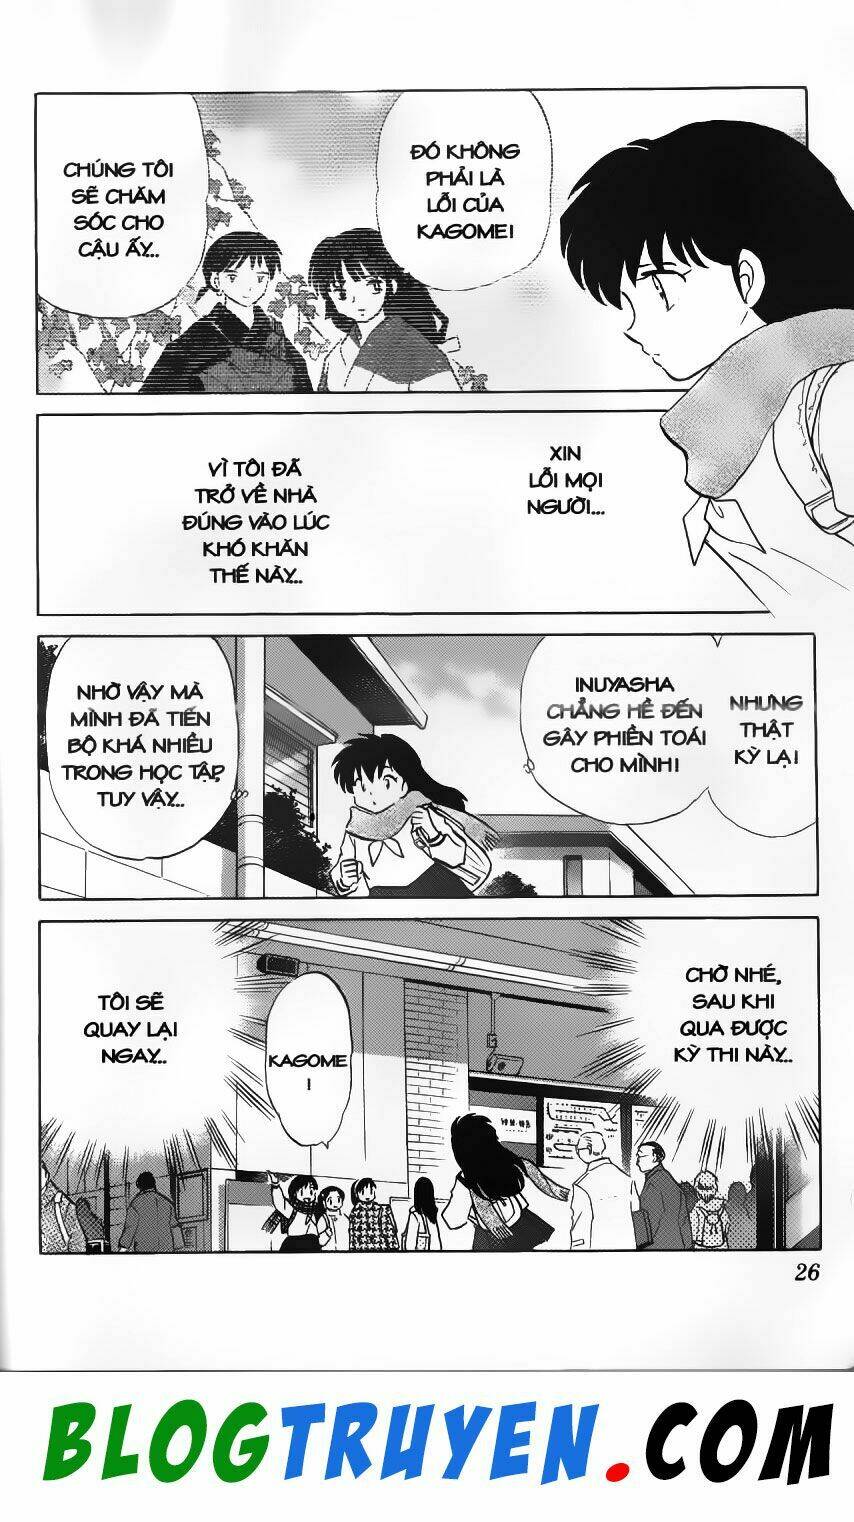 ĐÓ KHÔNG
PHẢI LÀ
LỖI CỦA
KAGOME!
CHÚNG TÔI
SẼ CHĂM
SÓC CHO
CẬU ẤY...
XIN
LỖI MỌI
NGƯỜI...
VÌ TÔI ĐÃ
TRỞ VỀ NHÀ
ĐÚNG VÀO LÚC
KHÓ KHĂN
THẾ NÀY...
NHƯNG
THẬT
KỲ LẠ!
INUYASHA
CHẲNG HỀ ĐẾN
GÂY PHIỀN TOÁI
CHO MÌNH!
NHỜ VẬY MÀ
MÌNH ĐÃ TIẾN
BỘ KHÁ NHIỀU
TRONG HỌC TẬP,
TUY VẬY...
CHỜ NHÉ,
SAU KHI
QUA ĐƯỢC
KỲ THI NÀY...
KAGOME
!
TÔI SẼ
QUAY LẠI
NGAY...
26
BLOGTRUYEN.COM